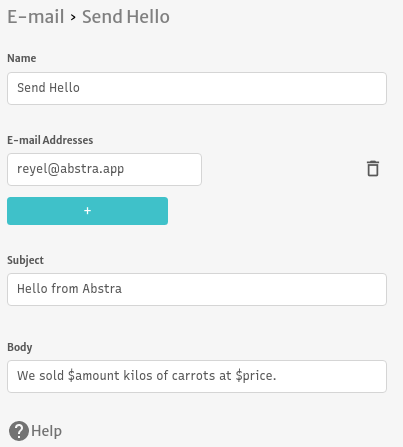 E-mail › Send Hello
Name
Send Hello
E-mail Addresses
reyel@abstra.app
+
Subject
Hello from Abstra
Body
We sold $amount kilos of carrots at $price.
? Help